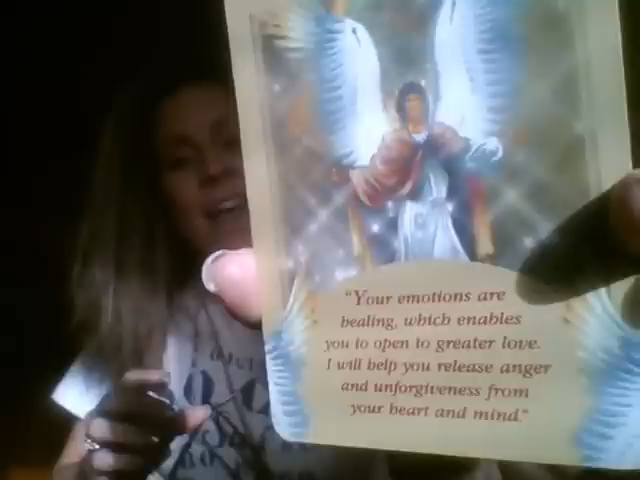 "Your emotions are
healing, which enables
you to open to greater love.
I will help you release anger
and unforgiveness from
your heart and mind."